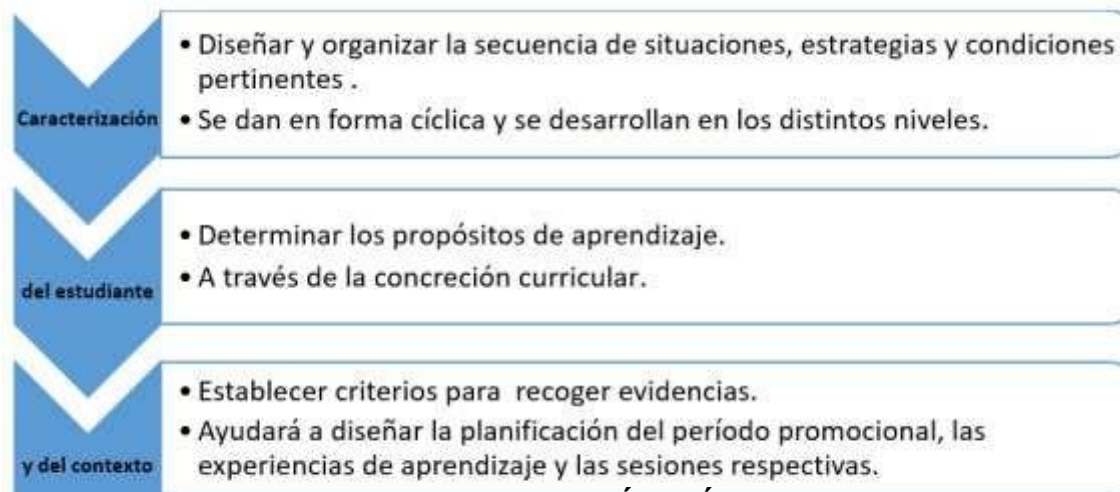 Caracterización
• Diseñar y organizar la secuencia de situaciones, estrategias y condiciones
pertinentes .
• Se dan en forma cíclica y se desarrollan en los distintos niveles.
del estudiante
• Determinar los propósitos de aprendizaje.
• A través de la concreción curricular.
y del contexto
• Establecer criterios para recoger evidencias.
• Ayudará a diseñar la planificación del período promocional, las
experiencias de aprendizaje y las sesiones respectivas.